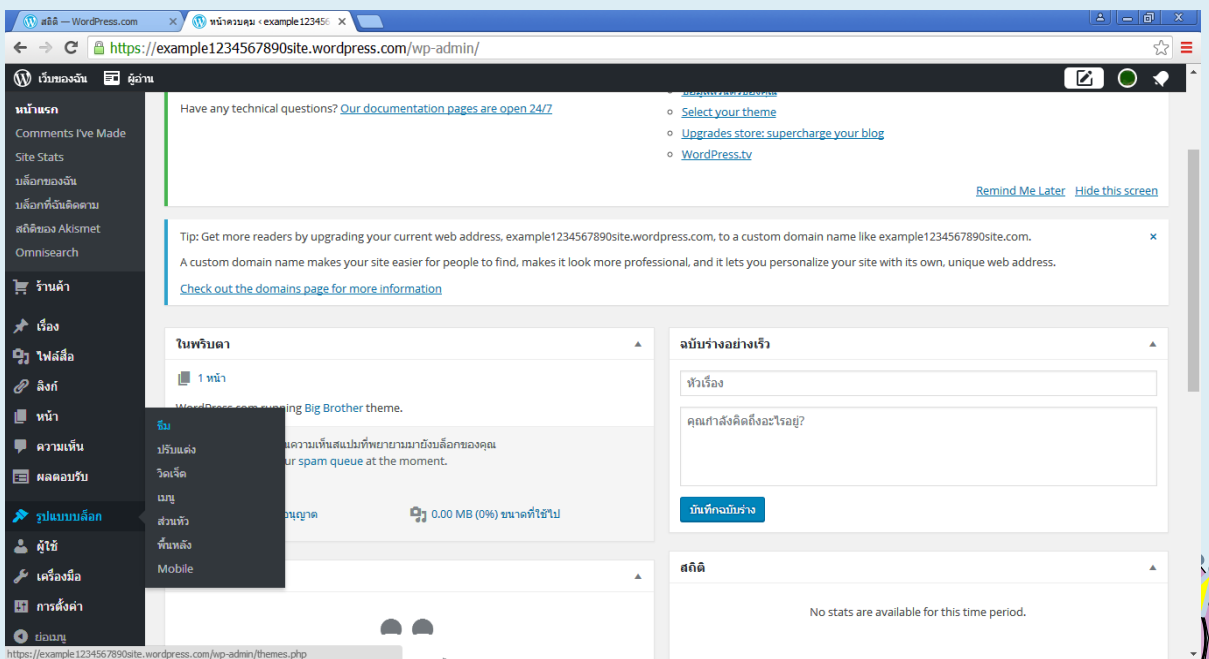 สถิติ — WordPress.com
หน้าควบคุม ‹ example123456
https://example1234567890site.wordpress.com/wp-admin/
เว็บของฉัน ผู้อ่าน
หน้าแรก
Comments I've Made
Site Stats
บล็อกของฉัน
บล็อกที่ฉันติดตาม
สถิติของ Akismet
Omnisearch
ร้านค้า
เรื่อง
ไฟล์สื่อ
ลิงก์
หน้า
ความเห็น
ผลตอบรับ
รูปแบบบล็อก
ผู้ใช้
เครื่องมือ
การตั้งค่า
ย่อเมนู
ธีม
ปรับแต่ง
วิดเจ็ต
เมนู
ส่วนหัว
พื้นหลัง
Mobile
Have any technical questions? Our documentation pages are open 24/7
Select your theme
Upgrades store: supercharge your blog
WordPress.tv
Remind Me Later Hide this screen
Tip: Get more readers by upgrading your current web address, example1234567890site.wordpress.com, to a custom domain name like example1234567890site.com.
A custom domain name makes your site easier for people to find, makes it look more professional, and it lets you personalize your site with its own, unique web address.
Check out the domains page for more information
ในพริบตา
1 หน้า
WordPress.com running Big Brother theme.
ความเห็นสแปมที่พยายามมายังบล็อกของคุณ
spam queue at the moment.
0.00 MB (0%) ขนาดที่ใช้ไป
ฉบับร่างอย่างเร็ว
หัวเรื่อง
คุณกำลังคิดถึงอะไรอยู่?
บันทึกฉบับร่าง
สถิติ
No stats are available for this time period.
https://example1234567890site.wordpress.com/wp-admin/themes.php